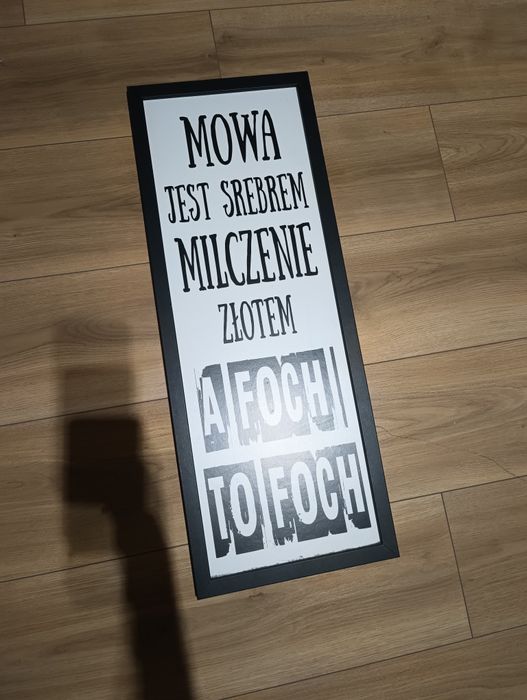 MOWA
JEST SREBREM
MILCZENIE
ZŁOTEM
A FOCH
TO FOCH